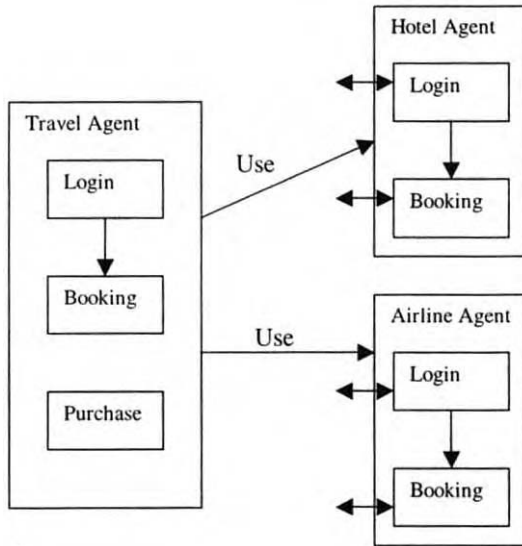 Travel Agent
Login
Booking
Purchase
Use
Use
Hotel Agent
Login
Booking
Airline Agent
Login
Booking